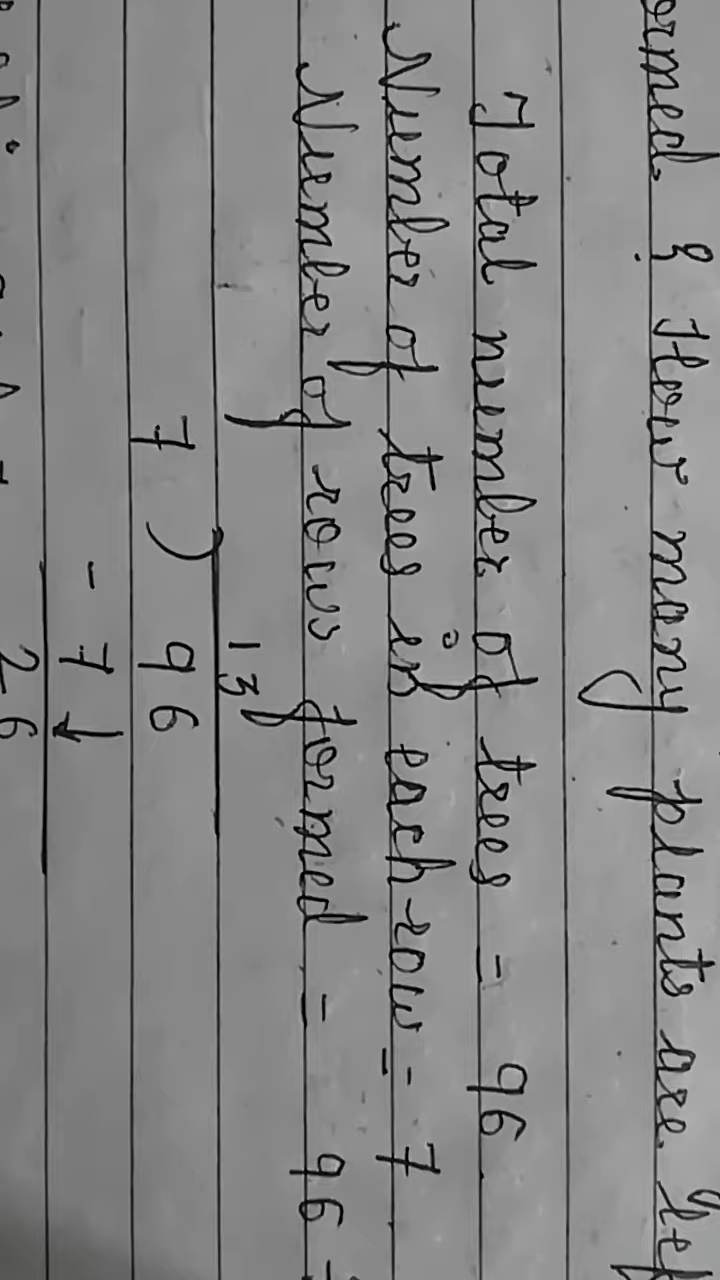 ormed. ? How many plants are lef
Total number of trees = 96.
Number of trees in each row = 7
Number of rows formed = 96
13
7 ) 96
- 7 ↓
26